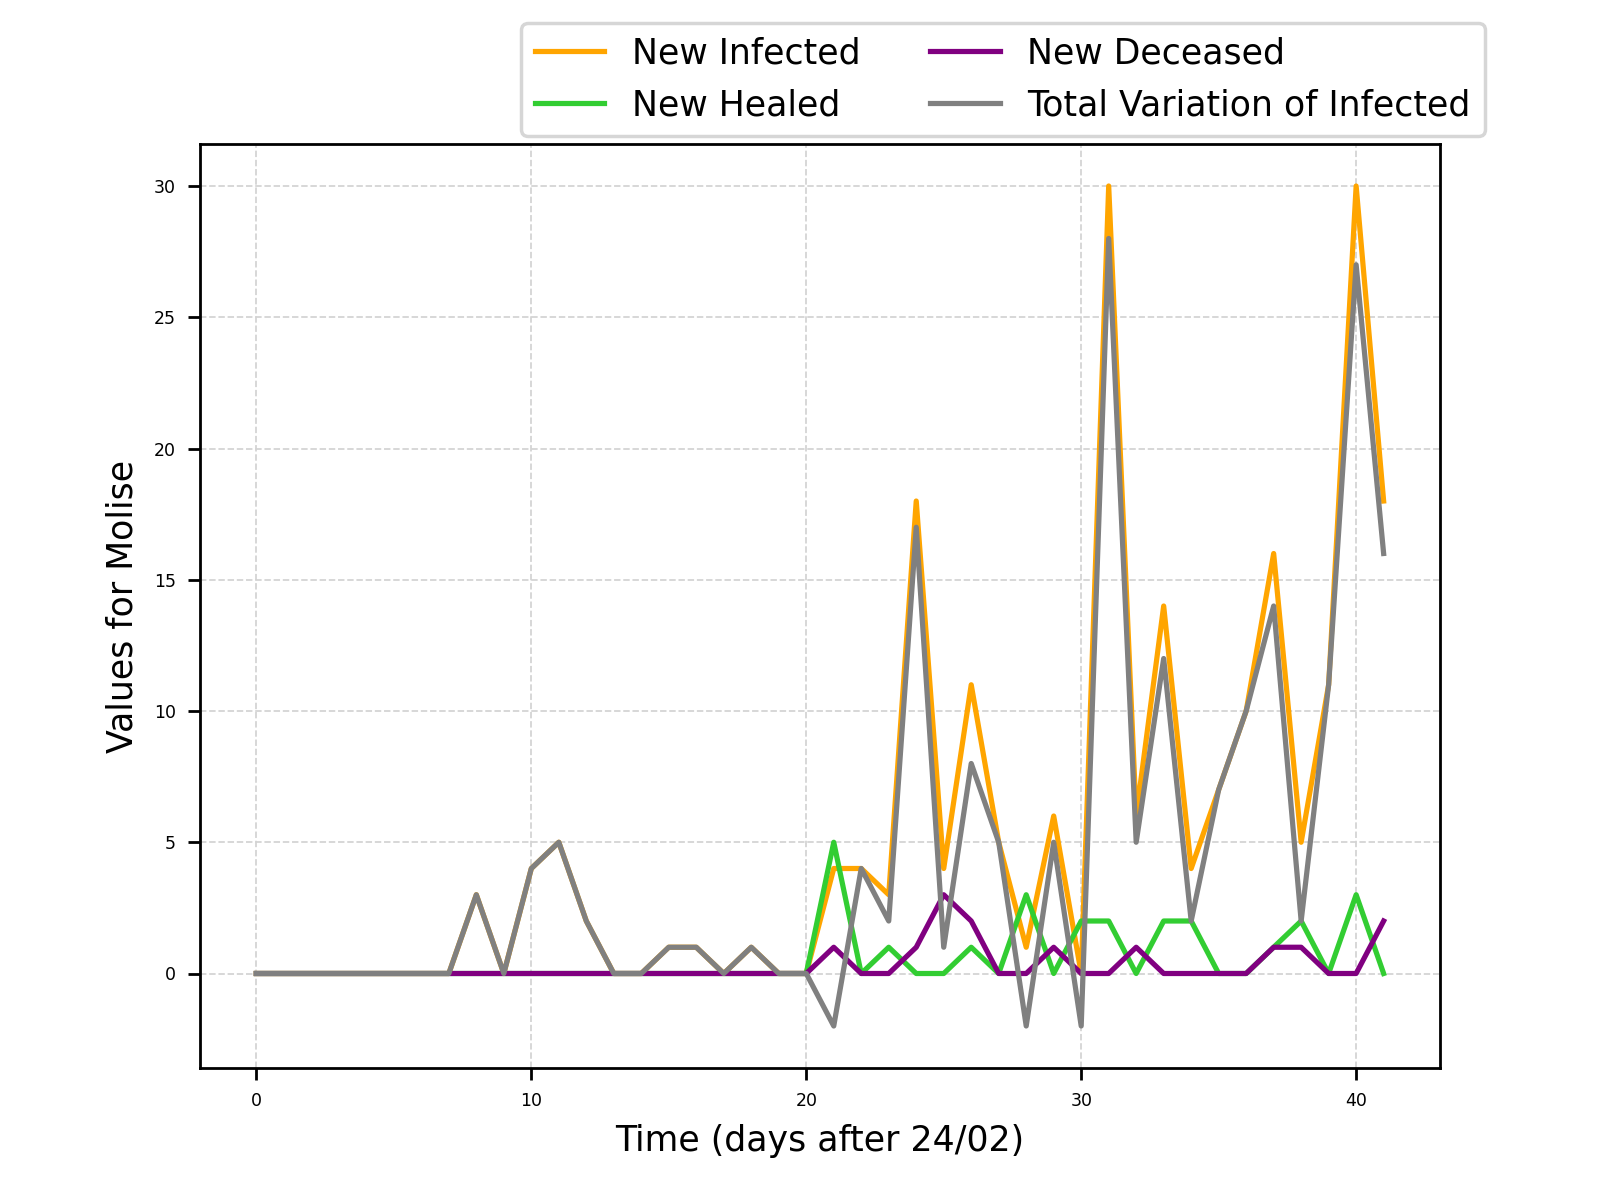 New Infected
New Healed
New Deceased
Total Variation of Infected
30
25
20
15
10
5
0
Values for Molise
0 10 20 30 40
Time (days after 24/02)